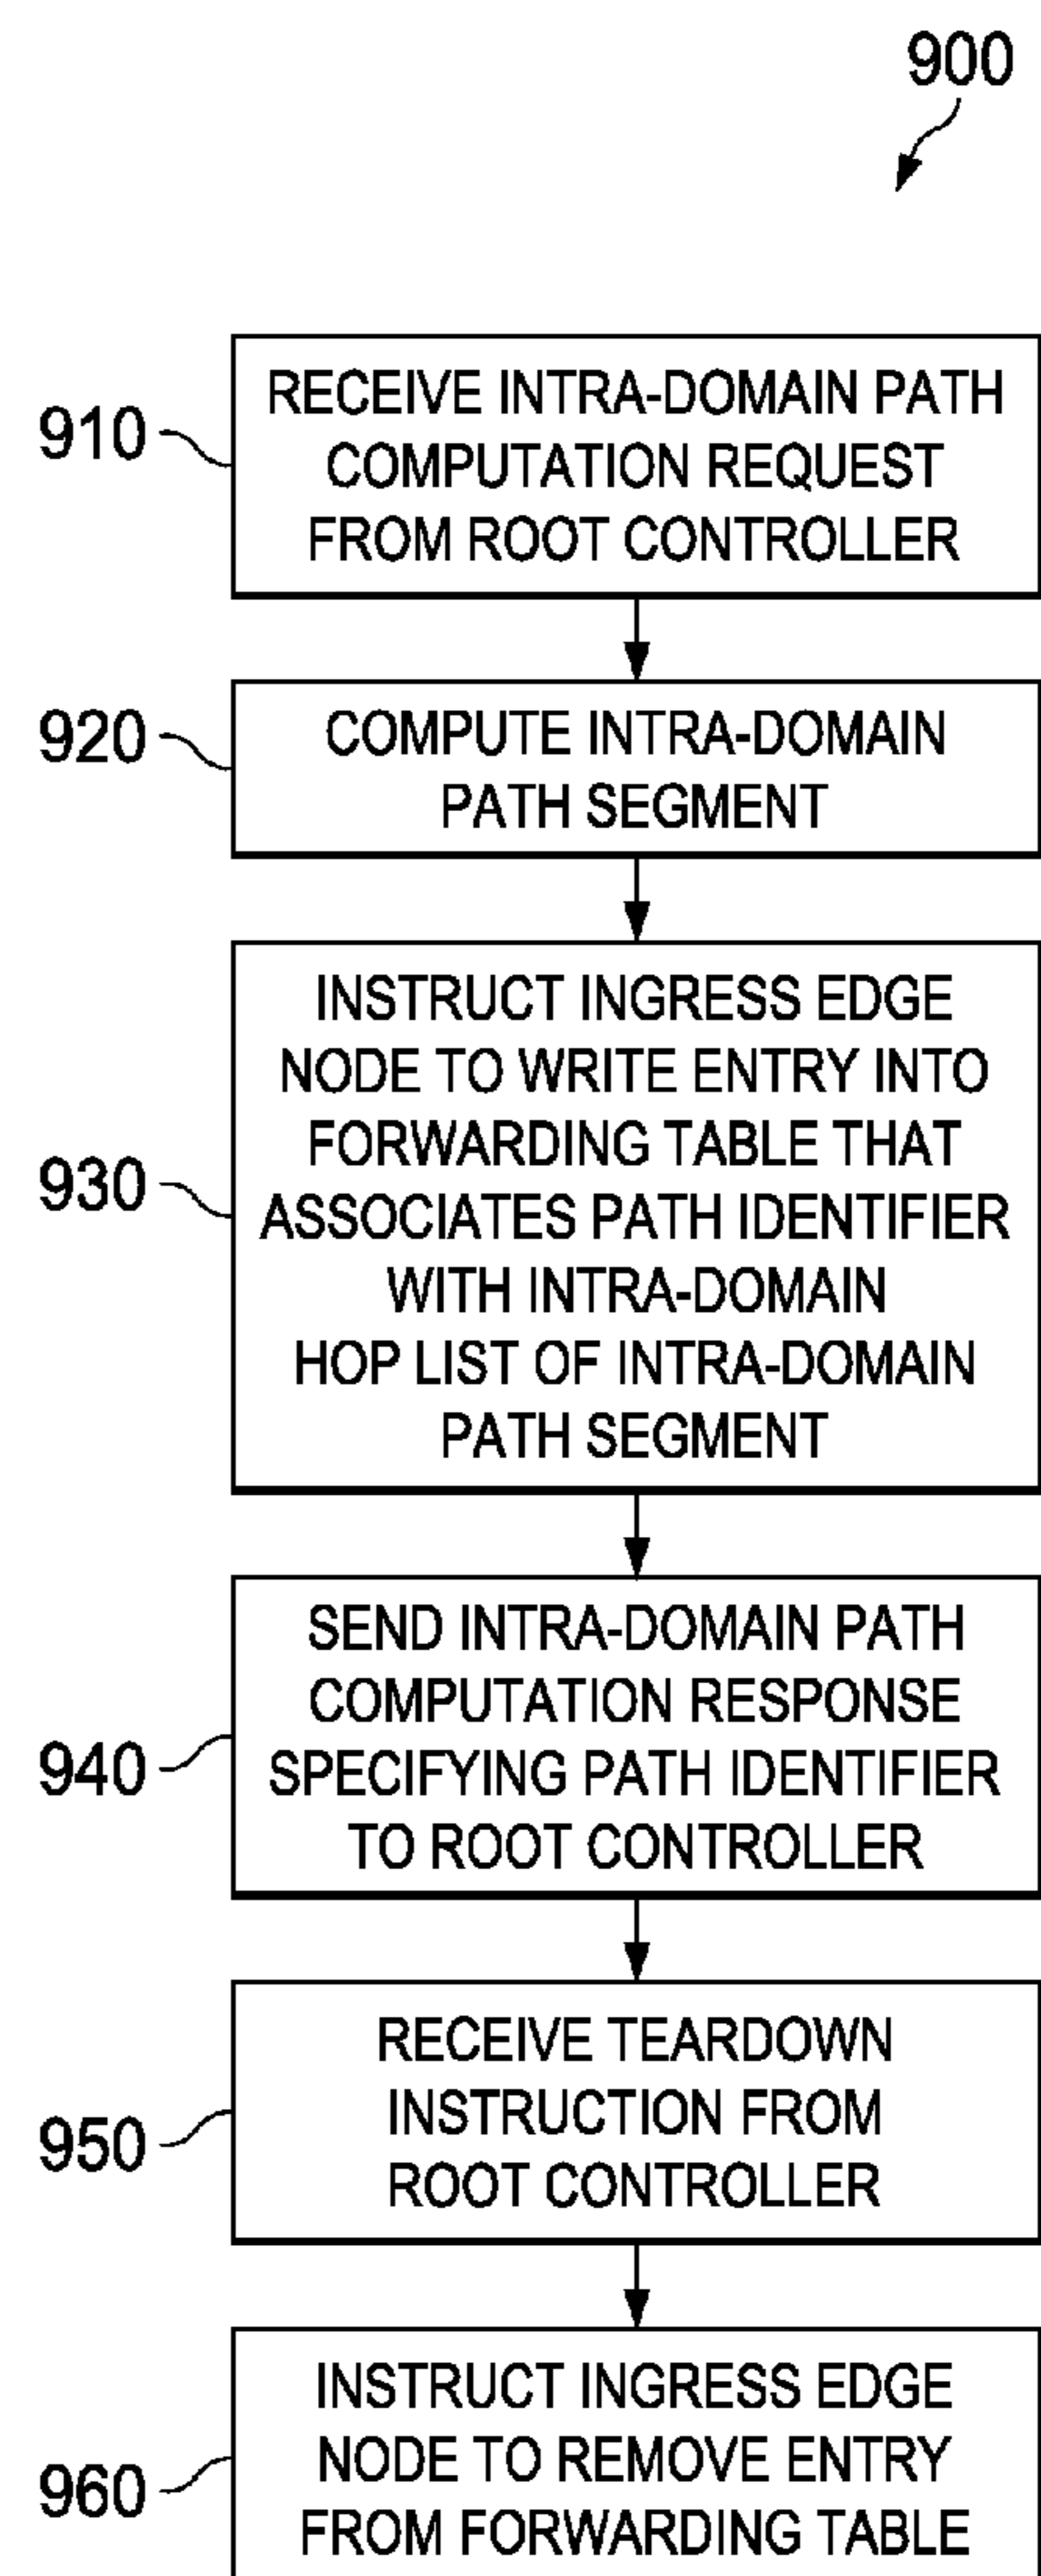 900
910
RECEIVE INTRA-DOMAIN PATH
COMPUTATION REQUEST
FROM ROOT CONTROLLER
920
COMPUTE INTRA-DOMAIN
PATH SEGMENT
930
INSTRUCT INGRESS EDGE
NODE TO WRITE ENTRY INTO
FORWARDING TABLE THAT
ASSOCIATES PATH IDENTIFIER
WITH INTRA-DOMAIN
HOP LIST OF INTRA-DOMAIN
PATH SEGMENT
940
SEND INTRA-DOMAIN PATH
COMPUTATION RESPONSE
SPECIFYING PATH IDENTIFIER
TO ROOT CONTROLLER
950
RECEIVE TEARDOWN
INSTRUCTION FROM
ROOT CONTROLLER
960
INSTRUCT INGRESS EDGE
NODE TO REMOVE ENTRY
FROM FORWARDING TABLE